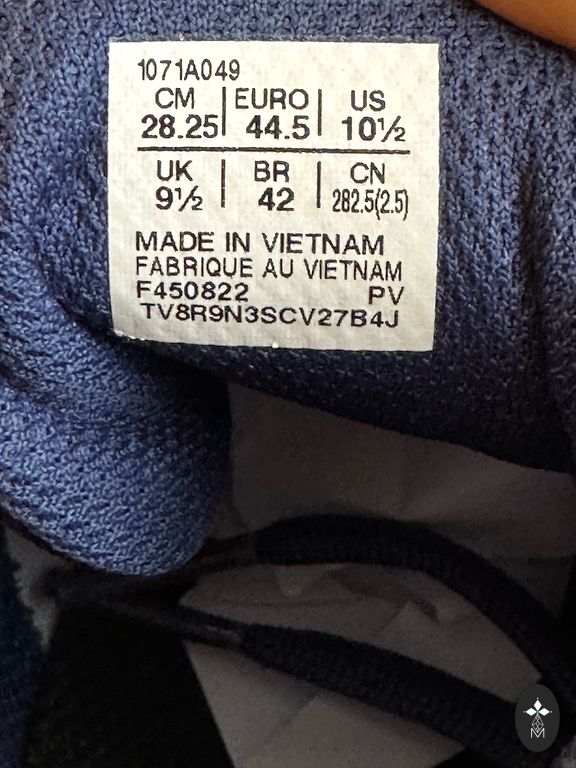 1071A049
CM | EURO | US
28.25 | 44.5 | 10½
UK | BR | CN
9½ | 42 | 282.5(2.5)
MADE IN VIETNAM
FABRIQUE AU VIETNAM
F450822 PV
TV8R9N3SCV27B4J
M